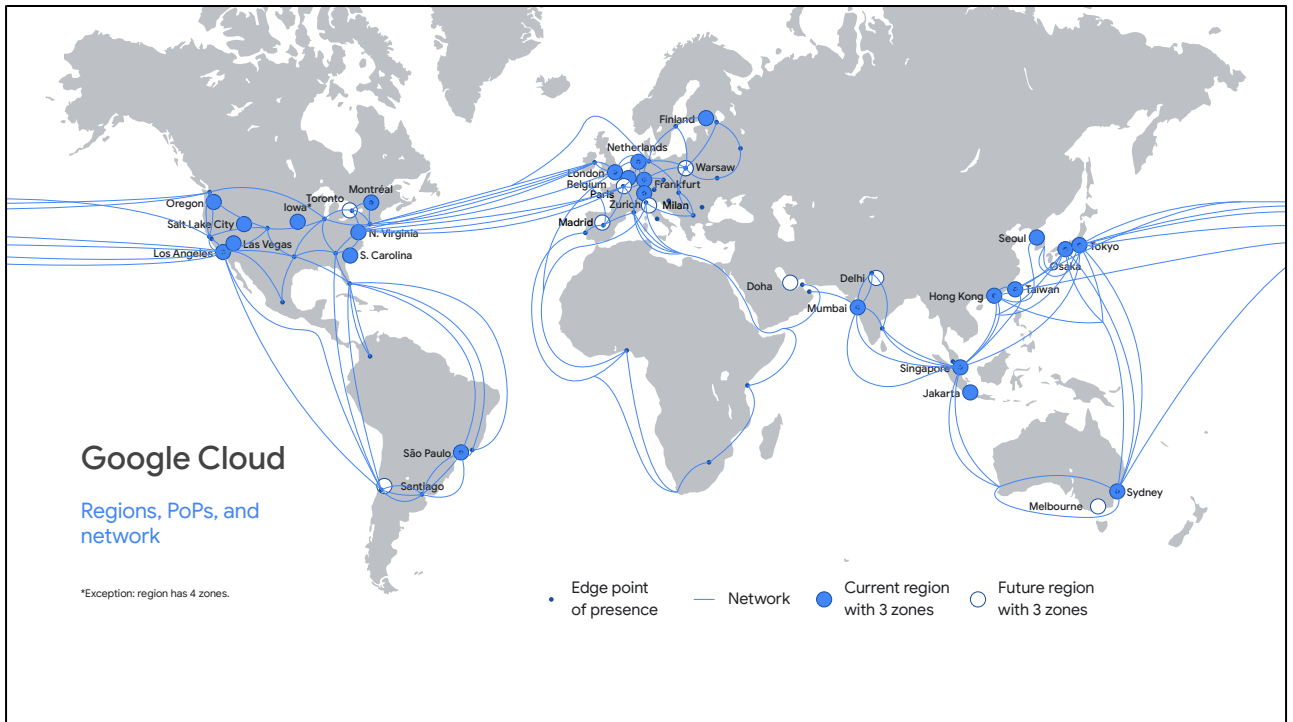 Finland
Netherlands
London
Warsaw
Belgium
Frankfurt
Paris
Zurich
Milan
Madrid
Montréal
Toronto
Oregon
Iowa*
Salt Lake City
N. Virginia
Las Vegas
Los Angeles
S. Carolina
Seoul
Tokyo
Osaka
Doha
Delhi
Hong Kong
Taiwan
Mumbai
Singapore
Jakarta
São Paulo
Santiago
Sydney
Melbourne
Google Cloud
Regions, PoPs, and
network
*Exception: region has 4 zones.
Edge point
of presence
Network
Current region
with 3 zones
Future region
with 3 zones